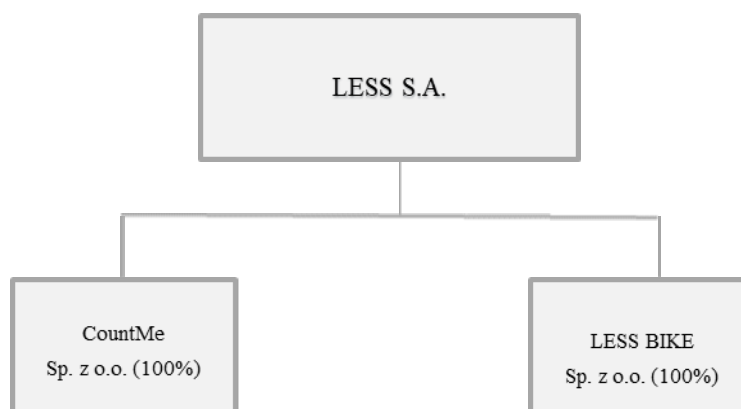 LESS S.A.
CountMe
Sp. z o.o. (100%)
LESS BIKE
Sp. z o.o. (100%)